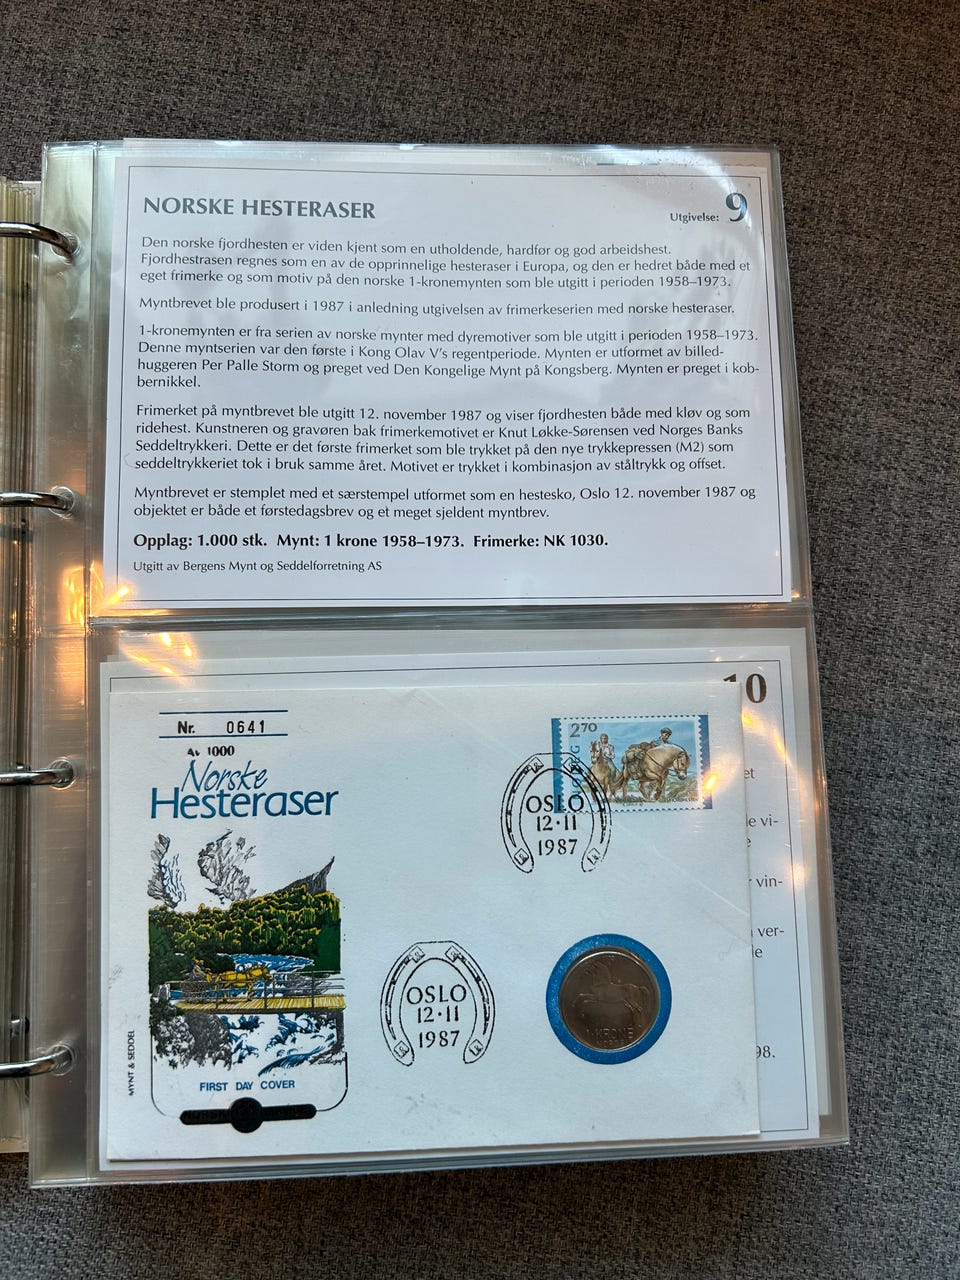 NORSKE HESTERASER
Utgivelse: 9
Den norske fjordhesten er viden kjent som en utholdende, hardfør og god arbeidshest.
Fjordhestrasen regnes som en av de opprinnelige hesteraser i Europa, og den er hedret både med et
eget frimerke og som motiv på den norske 1-kronemynten som ble utgitt i perioden 1958–1973.
Myntbrevet ble produsert i 1987 i anledning utgivelsen av frimerkeserien med norske hesteraser.
1-kronemynten er fra serien av norske mynter med dyremotiver som ble utgitt i perioden 1958–1973.
Denne myntserien var den første i Kong Olav V's regentperiode. Mynten er utformet av billed-
huggeren Per Palle Storm og preget ved Den Kongelige Mynt på Kongsberg. Mynten er preget i kob-
bernikkel.
Frimerket på myntbrevet ble utgitt 12. november 1987 og viser fjordhesten både med kløv og som
ridehest. Kunstneren og gravøren bak frimerkemotivet er Knut Løkke-Sørensen ved Norges Banks
Seddeltrykkeri. Dette er det første frimerket som ble trykket på den nye trykkepressen (M2) som
seddeltrykkeriet tok i bruk samme året. Motivet er trykket i kombinasjon av ståltrykk og offset.
Myntbrevet er stemplet med et særstempel utformet som en hestesko, Oslo 12. november 1987 og
objektet er både et førstedagsbrev og et meget sjeldent myntbrev.
Opplag: 1.000 stk. Mynt: 1 krone 1958–1973. Frimerke: NK 1030.
Utgitt av Bergens Mynt og Seddelforretning AS
10
Nr. 0641
Av 1000
Norske
Hesteraser
270
OSLO
12·11
1987
et
e vi-
e
r vin-
ver-
le
98.
OSLO
12·11
1987
1 KRONE
MYNT & SEDDEL
FIRST DAY COVER